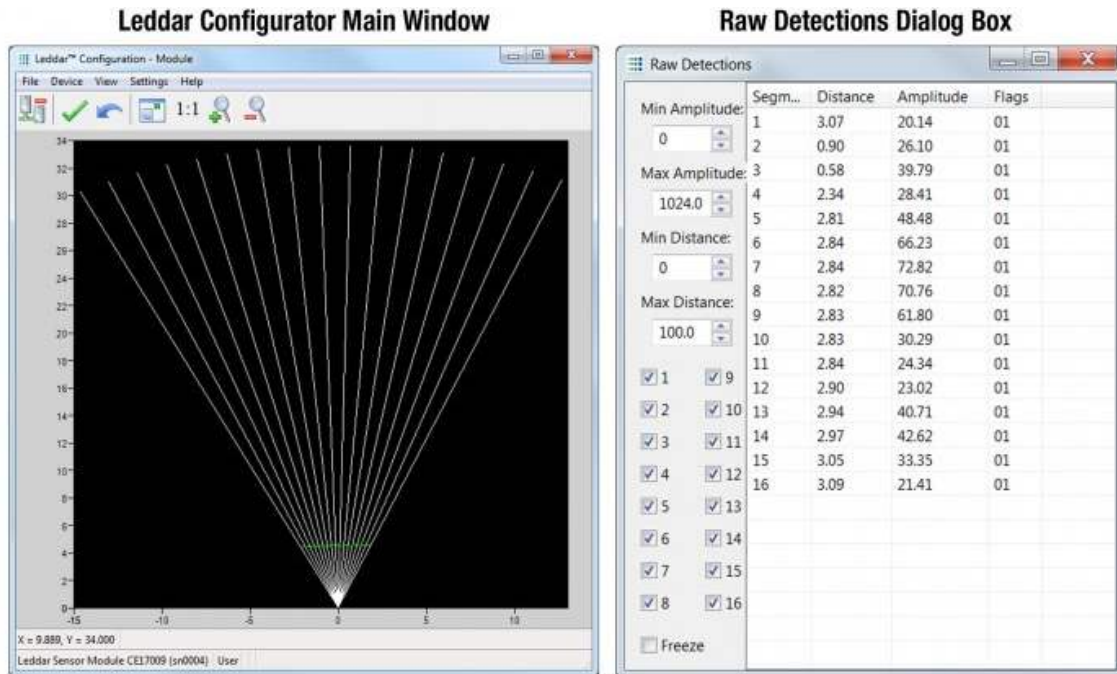 Leddar Configurator Main Window
Leddar™ Configuration - Module
File Device View Settings Help
1:1
34
32
30
28
26
24
22
20
18
16
14
12
10
8
6
4
2
0
-15 -10 -5 0 5 10
X = 9.889, Y = 34.000
Leddar Sensor Module CE17009 (sn0004) User
Raw Detections Dialog Box
Raw Detections
Min Amplitude:
0
Max Amplitude:
1024.0
Min Distance:
0
Max Distance:
100.0
1 9
2 10
3 11
4 12
5 13
6 14
7 15
8 16
Freeze
Segm... Distance Amplitude Flags
1 3.07 20.14 01
2 0.90 26.10 01
3 0.58 39.79 01
4 2.34 28.41 01
5 2.81 48.48 01
6 2.84 66.23 01
7 2.84 72.82 01
8 2.82 70.76 01
9 2.83 61.80 01
10 2.83 30.29 01
11 2.84 24.34 01
12 2.90 23.02 01
13 2.94 40.71 01
14 2.97 42.62 01
15 3.05 33.35 01
16 3.09 21.41 01